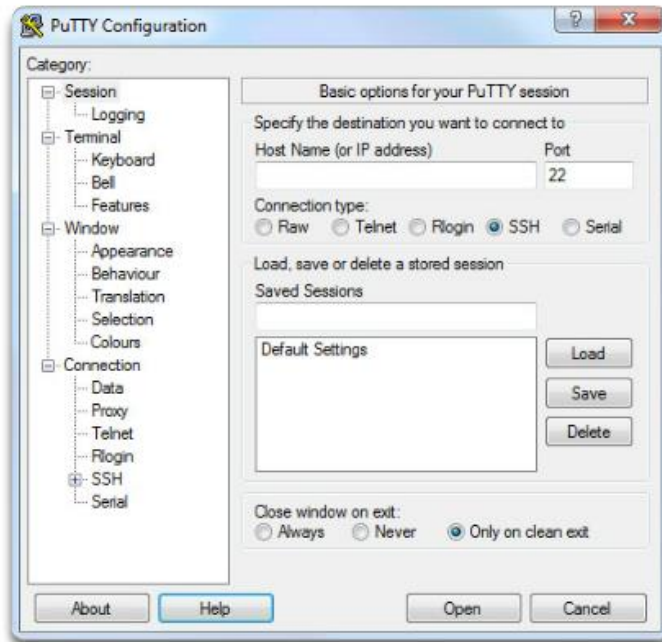 PuTTY Configuration
Category:
Session
Logging
Terminal
Keyboard
Bell
Features
Window
Appearance
Behaviour
Translation
Selection
Colours
Connection
Data
Proxy
Telnet
Rlogin
SSH
Serial
Basic options for your PuTTY session
Specify the destination you want to connect to
Host Name (or IP address) Port
22
Connection type:
Raw Telnet Rlogin SSH Serial
Load, save or delete a stored session
Saved Sessions
Default Settings
Load
Save
Delete
Close window on exit:
Always Never Only on clean exit
About Help Open Cancel